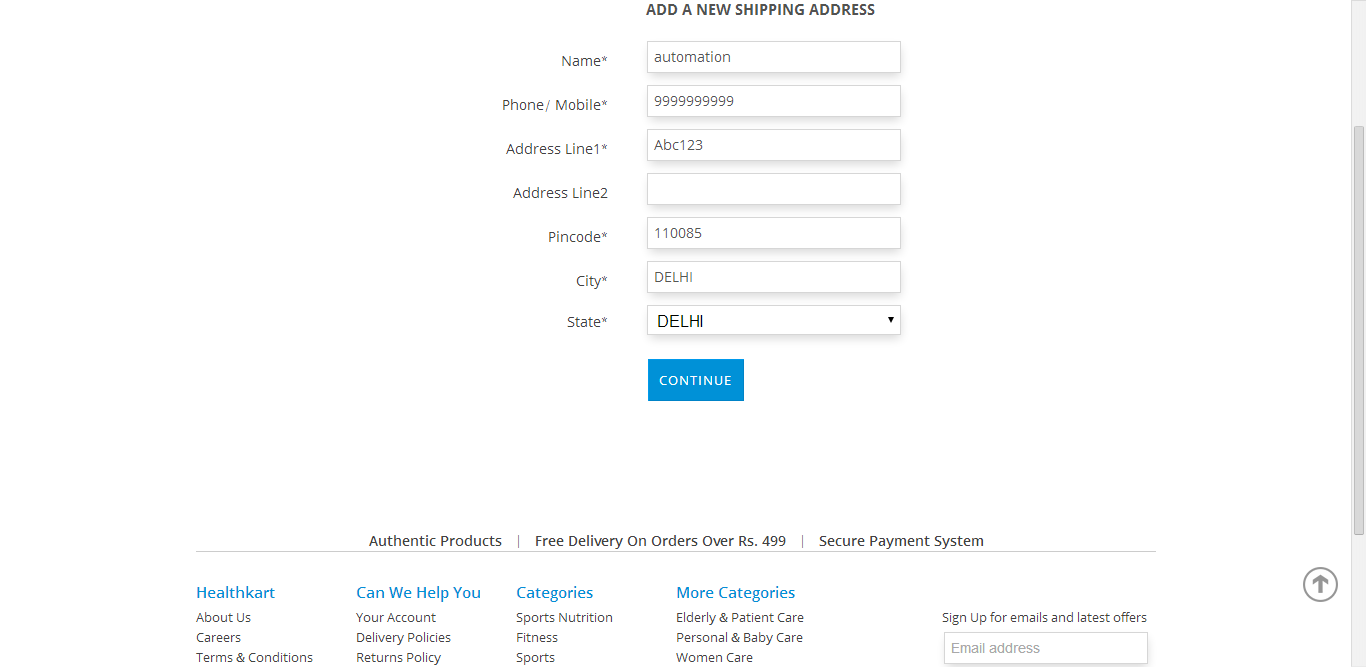 ADD A NEW SHIPPING ADDRESS
Name* automation
Phone/ Mobile* 9999999999
Address Line1* Abc123
Address Line2
Pincode* 110085
City* DELHI
State* DELHI
CONTINUE
Authentic Products | Free Delivery On Orders Over Rs. 499 | Secure Payment System
Healthkart Can We Help You Categories More Categories
About Us Your Account Sports Nutrition Elderly & Patient Care Sign Up for emails and latest offers
Careers Delivery Policies Fitness Personal & Baby Care
Terms & Conditions Returns Policy Sports Women Care Email address